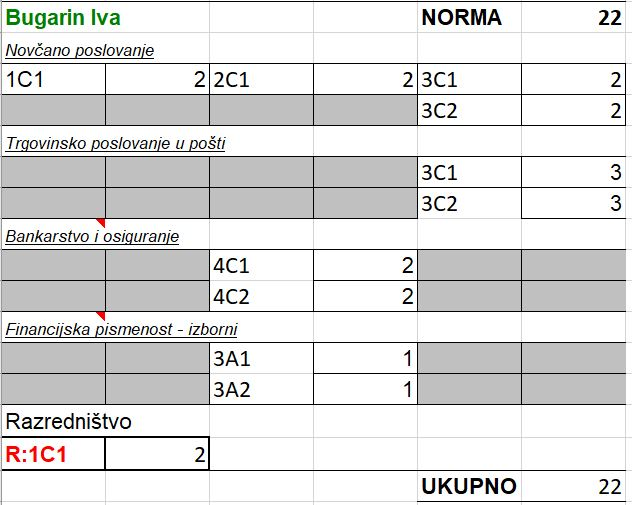 Bugarin Iva NORMA 22
Novčano poslovanje
1C1 2 2C1 2 3C1 2
3C2 2
Trgovinsko poslovanje u pošti
3C1 3
3C2 3
Bankarstvo i osiguranje
4C1 2
4C2 2
Financijska pismenost - izborni
3A1 1
3A2 1
Razredništvo
R:1C1 2
UKUPNO 22